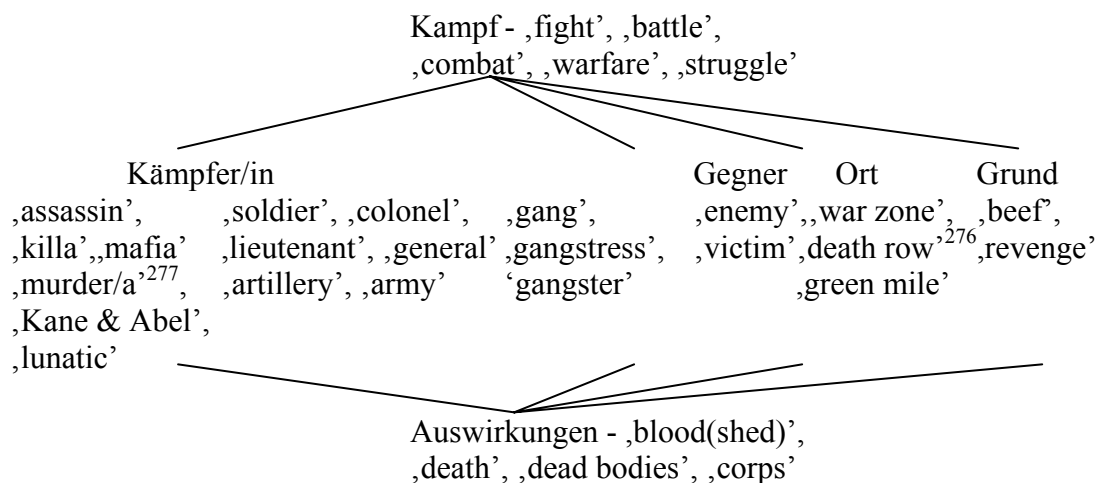 Kampf - ‚fight’, ‚battle’,
‚combat’, ‚warfare’, ‚struggle’
Kämpfer/in Gegner Ort Grund
‚assassin’, ‚soldier’, ‚colonel’, ‚gang’, ‚enemy’,‚war zone’, ‚beef’,
‚killa’,‚mafia’ ‚lieutenant’, ‚general’ ‚gangstress’, ‚victim’,‚death row’276‚revenge’
‚murder/a’277, ‚artillery’, ‚army’ ‘gangster’ ‚green mile’
‚Kane & Abel’,
‚lunatic’
Auswirkungen - ‚blood(shed)’,
‚death’, ‚dead bodies’, ‚corps’